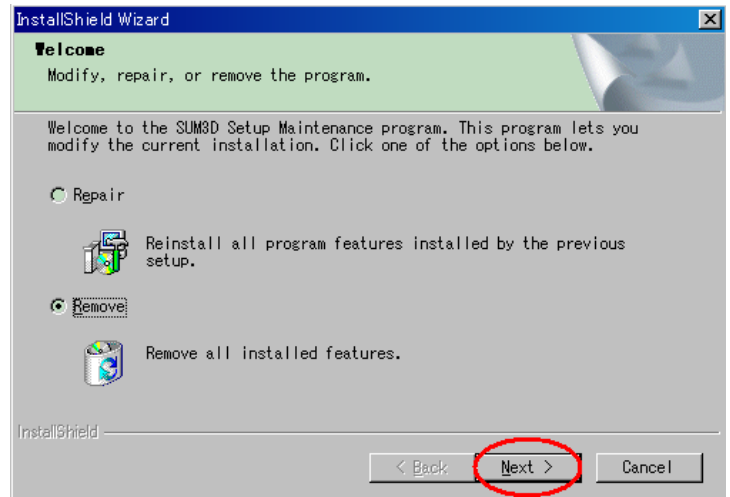 InstallShield Wizard
Welcome
Modify, repair, or remove the program.
Welcome to the SUM3D Setup Maintenance program. This program lets you
modify the current installation. Click one of the options below.
Repair
Reinstall all program features installed by the previous
setup.
Remove
Remove all installed features.
InstallShield
< Back Next > Cancel